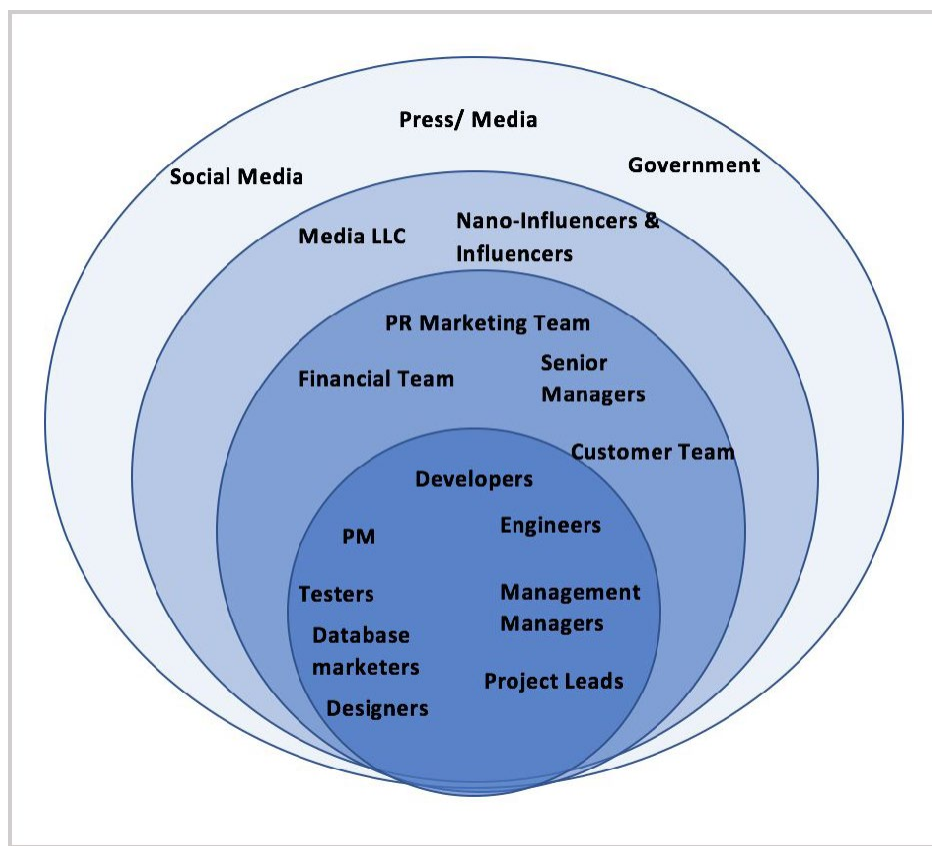 Press/ Media
Social Media
Government
Media LLC
Nano-Influencers &
Influencers
PR Marketing Team
Financial Team
Senior
Managers
Customer Team
Developers
PM
Engineers
Testers
Management
Managers
Database
marketers
Project Leads
Designers